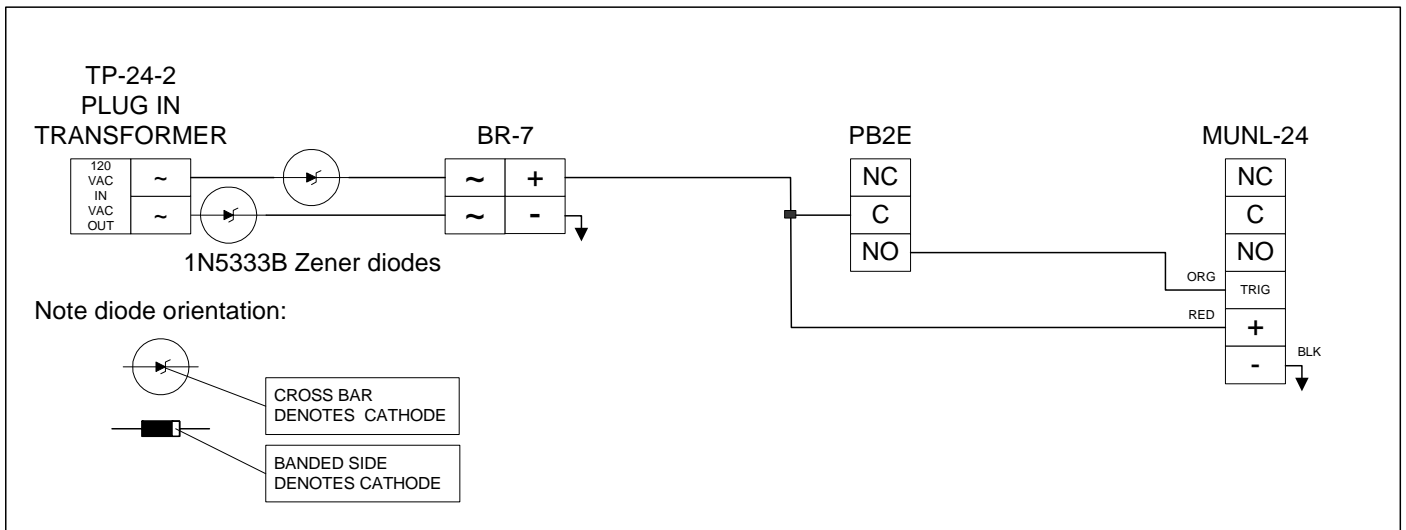 TP-24-2
PLUG IN
TRANSFORMER
120
VAC
IN
VAC
OUT
~
~
BR-7
~ +
~ -
PB2E
NC
C
NO
MUNL-24
NC
C
NO
ORG TRIG
RED +
- BLK
1N5333B Zener diodes
Note diode orientation:
CROSS BAR
DENOTES CATHODE
BANDED SIDE
DENOTES CATHODE